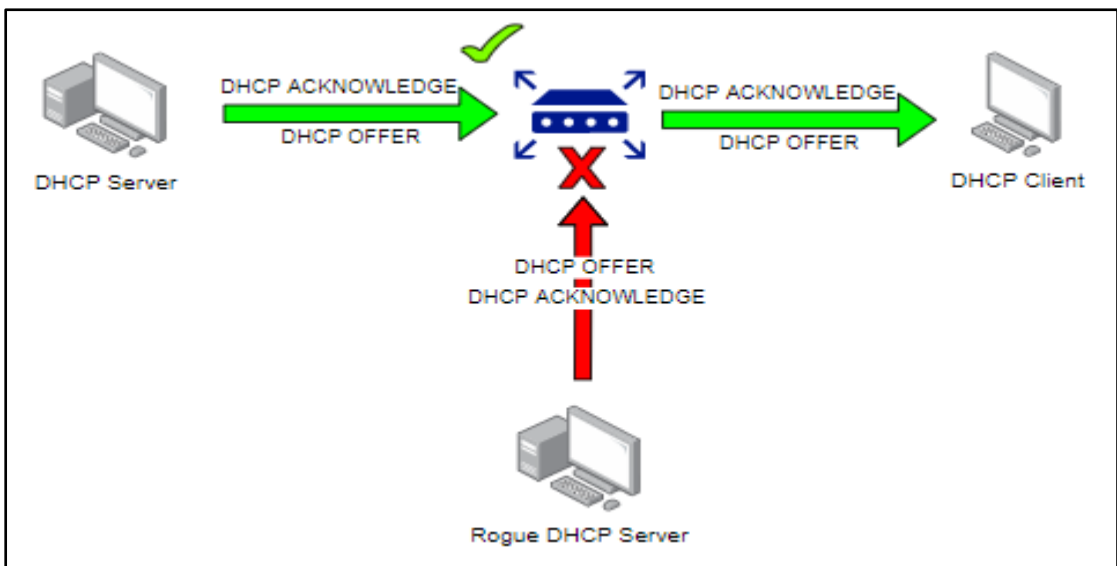 DHCP ACKNOWLEDGE
DHCP OFFER
DHCP Server
DHCP ACKNOWLEDGE
DHCP OFFER
DHCP Client
DHCP OFFER
DHCP ACKNOWLEDGE
Rogue DHCP Server